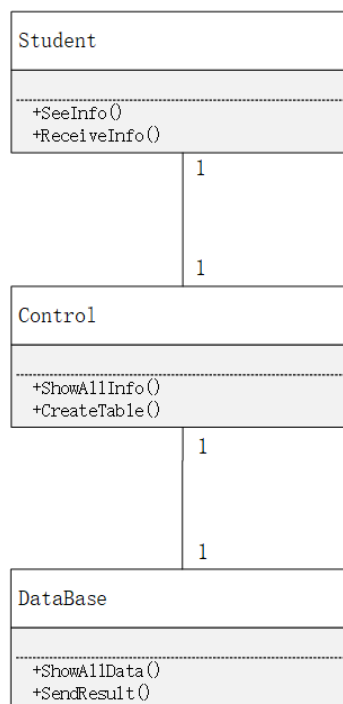 Student
+SeeInfo()
+ReceiveInfo()
1
1
Control
+ShowAllInfo()
+CreateTable()
1
1
DataBase
+ShowAllData()
+SendResult()